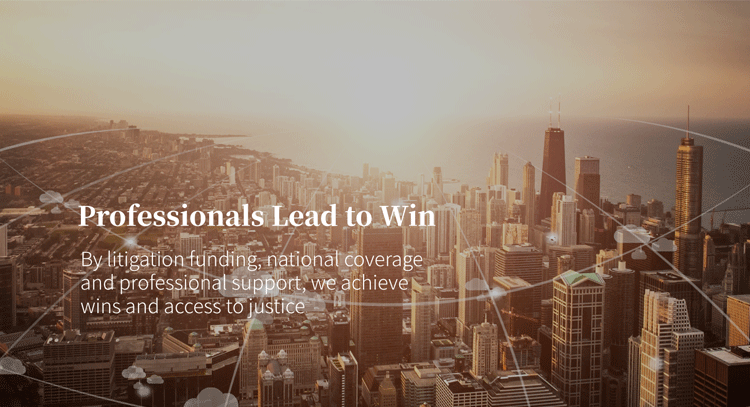 Professionals Lead to Win
By litigation funding, national coverage
and professional support, we achieve
wins and access to justice